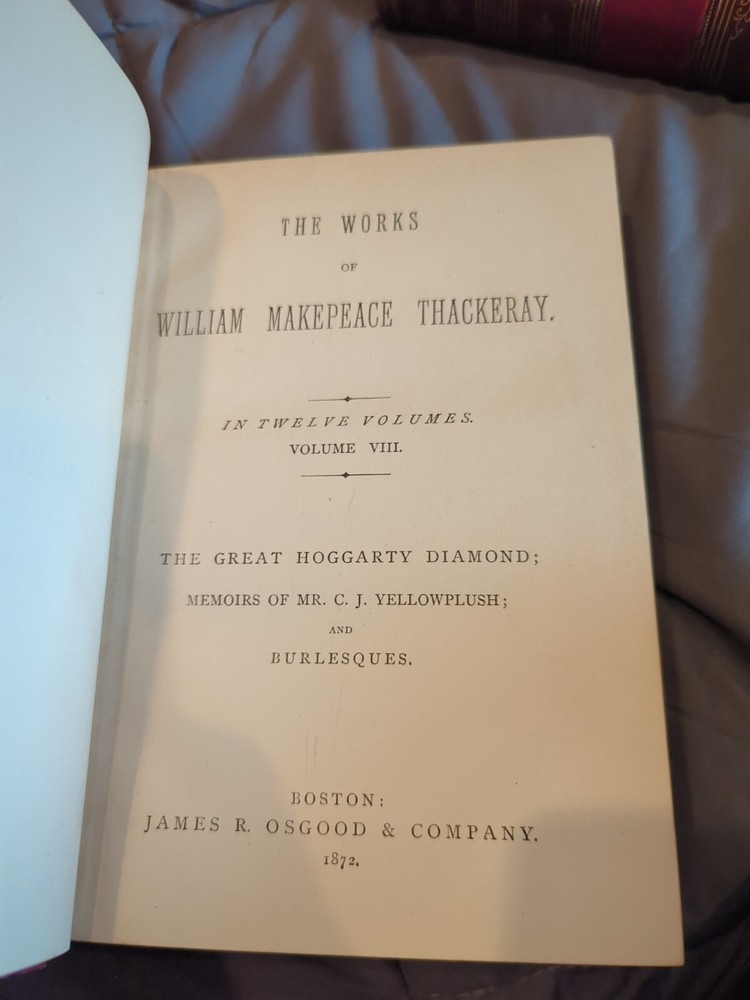 THE WORKS
OF
WILLIAM MAKEPEACE THACKERAY.
IN TWELVE VOLUMES.
VOLUME VIII.
THE GREAT HOGGARTY DIAMOND;
MEMOIRS OF MR. C. J. YELLOWPLUSH;
AND
BURLESQUES.
BOSTON:
JAMES R. OSGOOD & COMPANY.
1872.